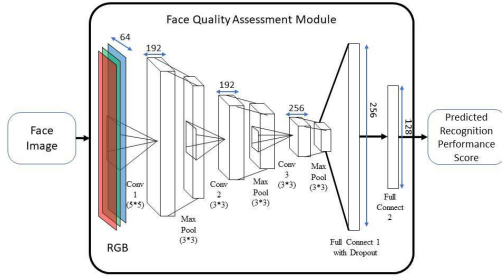 Face Quality Assessment Module
64
192
192
256
256
128
Face
Image
Predicted
Recognition
Performance
Score
Conv
1
(5*5)
Max
Pool
(3*3)
Conv
2
(3*3)
Max
Pool
(3*3)
Conv
3
(3*3)
Max
Pool
(3*3)
RGB
Full Connect 1
with Dropout
Full
Connect
2